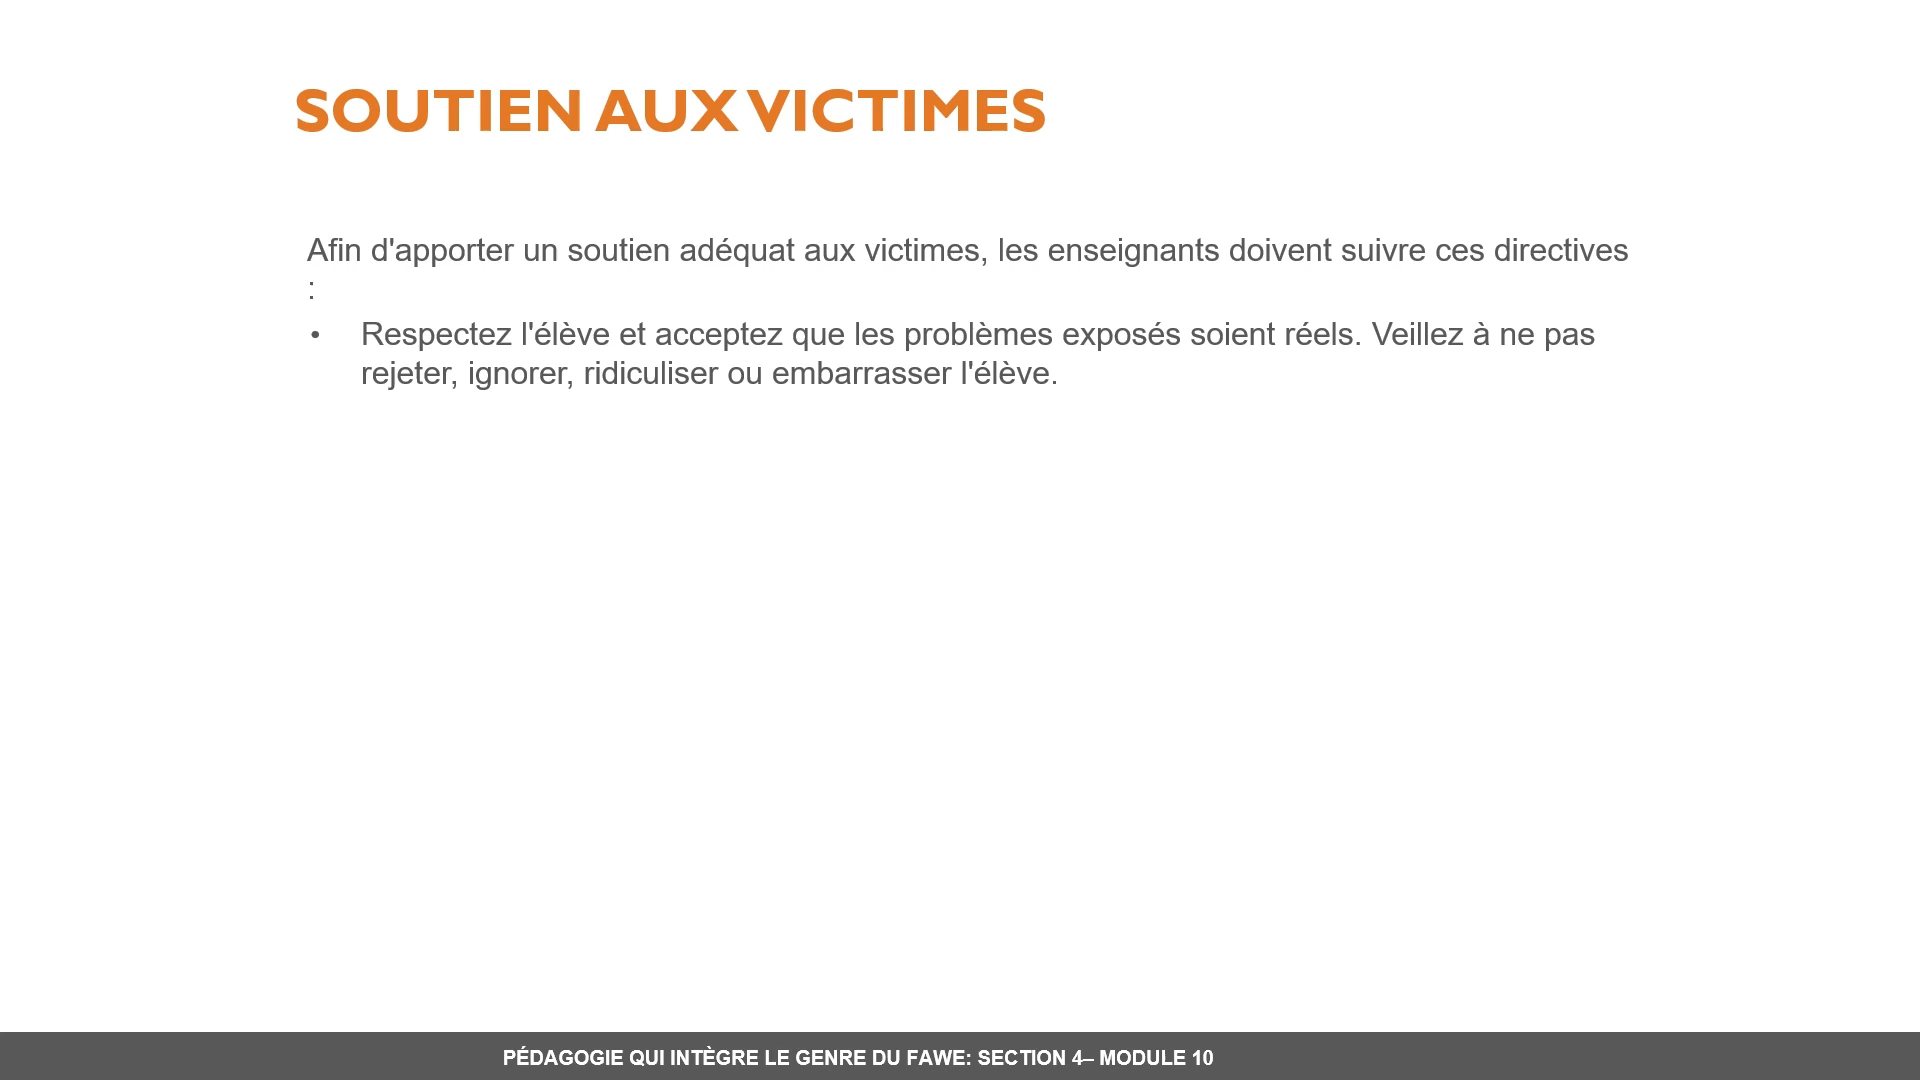 SOUTIEN AUX VICTIMES
Afin d'apporter un soutien adéquat aux victimes, les enseignants doivent suivre ces directives
:
• Respectez l'élève et acceptez que les problèmes exposés soient réels. Veillez à ne pas
rejeter, ignorer, ridiculiser ou embarrasser l'élève.
PÉDAGOGIE QUI INTÈGRE LE GENRE DU FAWE: SECTION 4– MODULE 10